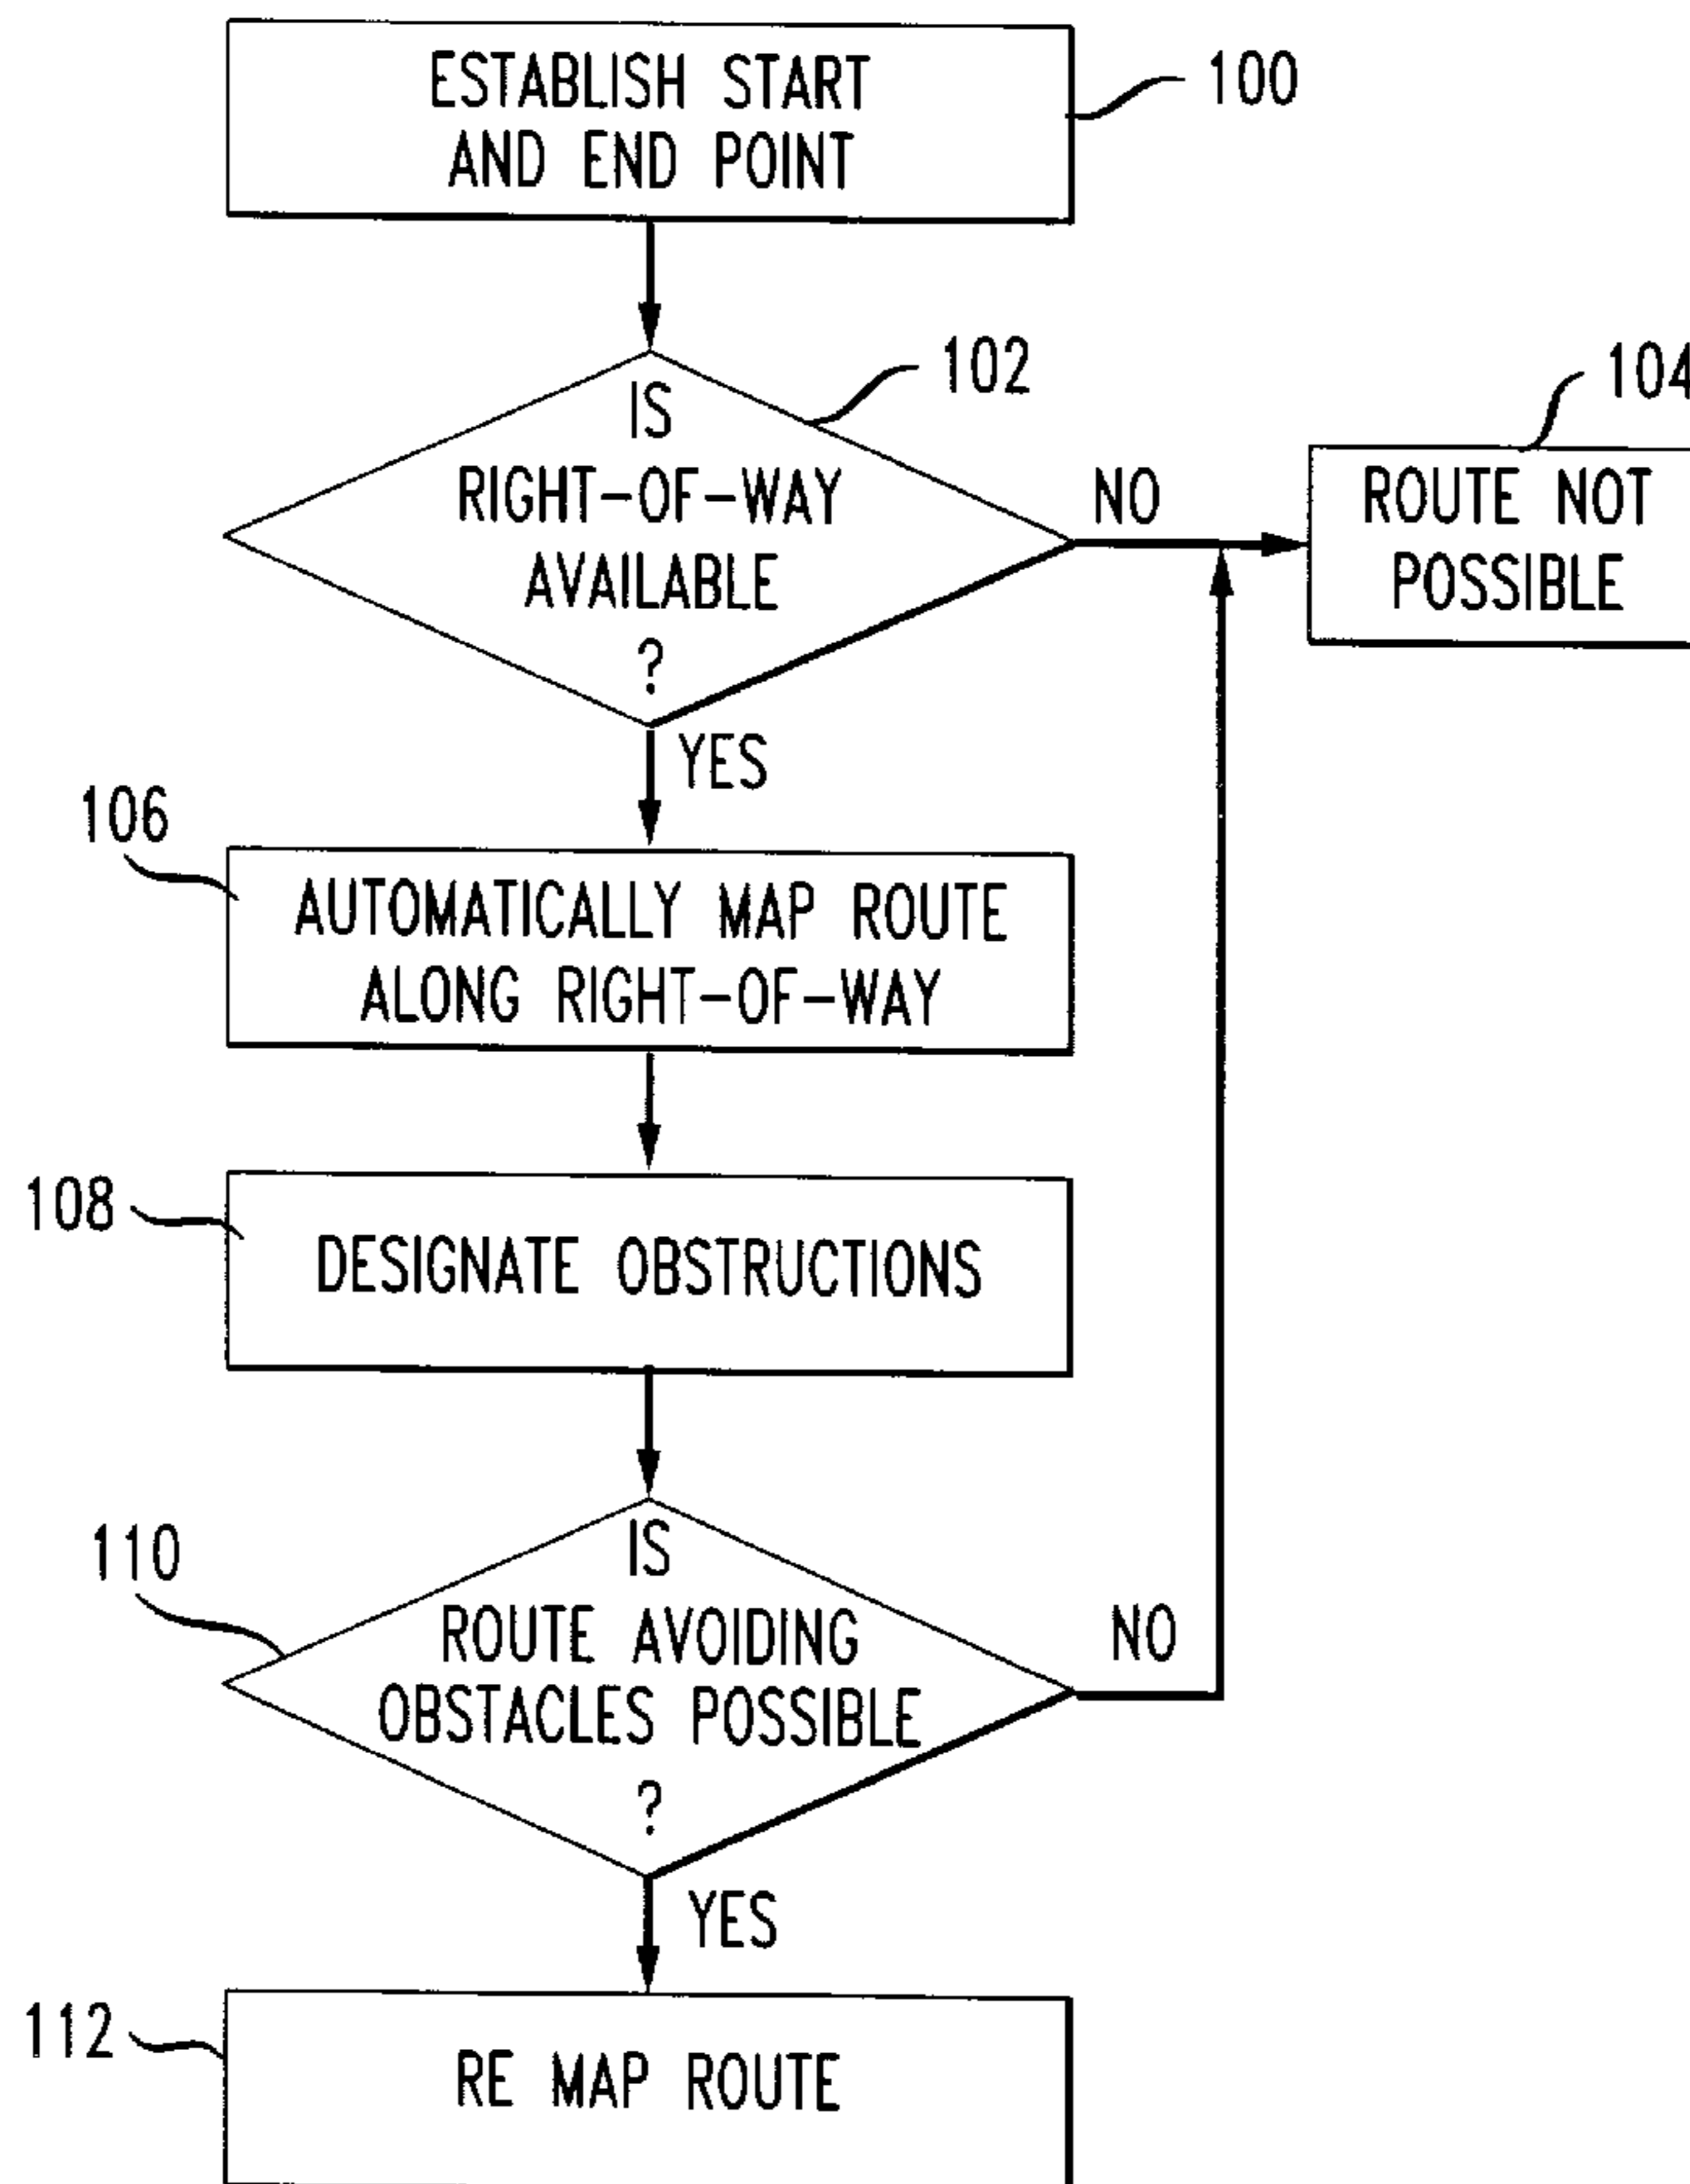 ESTABLISH START
AND END POINT
100
IS
RIGHT-OF-WAY
AVAILABLE
?
102
NO
104
ROUTE NOT
POSSIBLE
YES
106
AUTOMATICALLY MAP ROUTE
ALONG RIGHT-OF-WAY
108
DESIGNATE OBSTRUCTIONS
110
IS
ROUTE AVOIDING
OBSTACLES POSSIBLE
?
NO
YES
112
RE MAP ROUTE